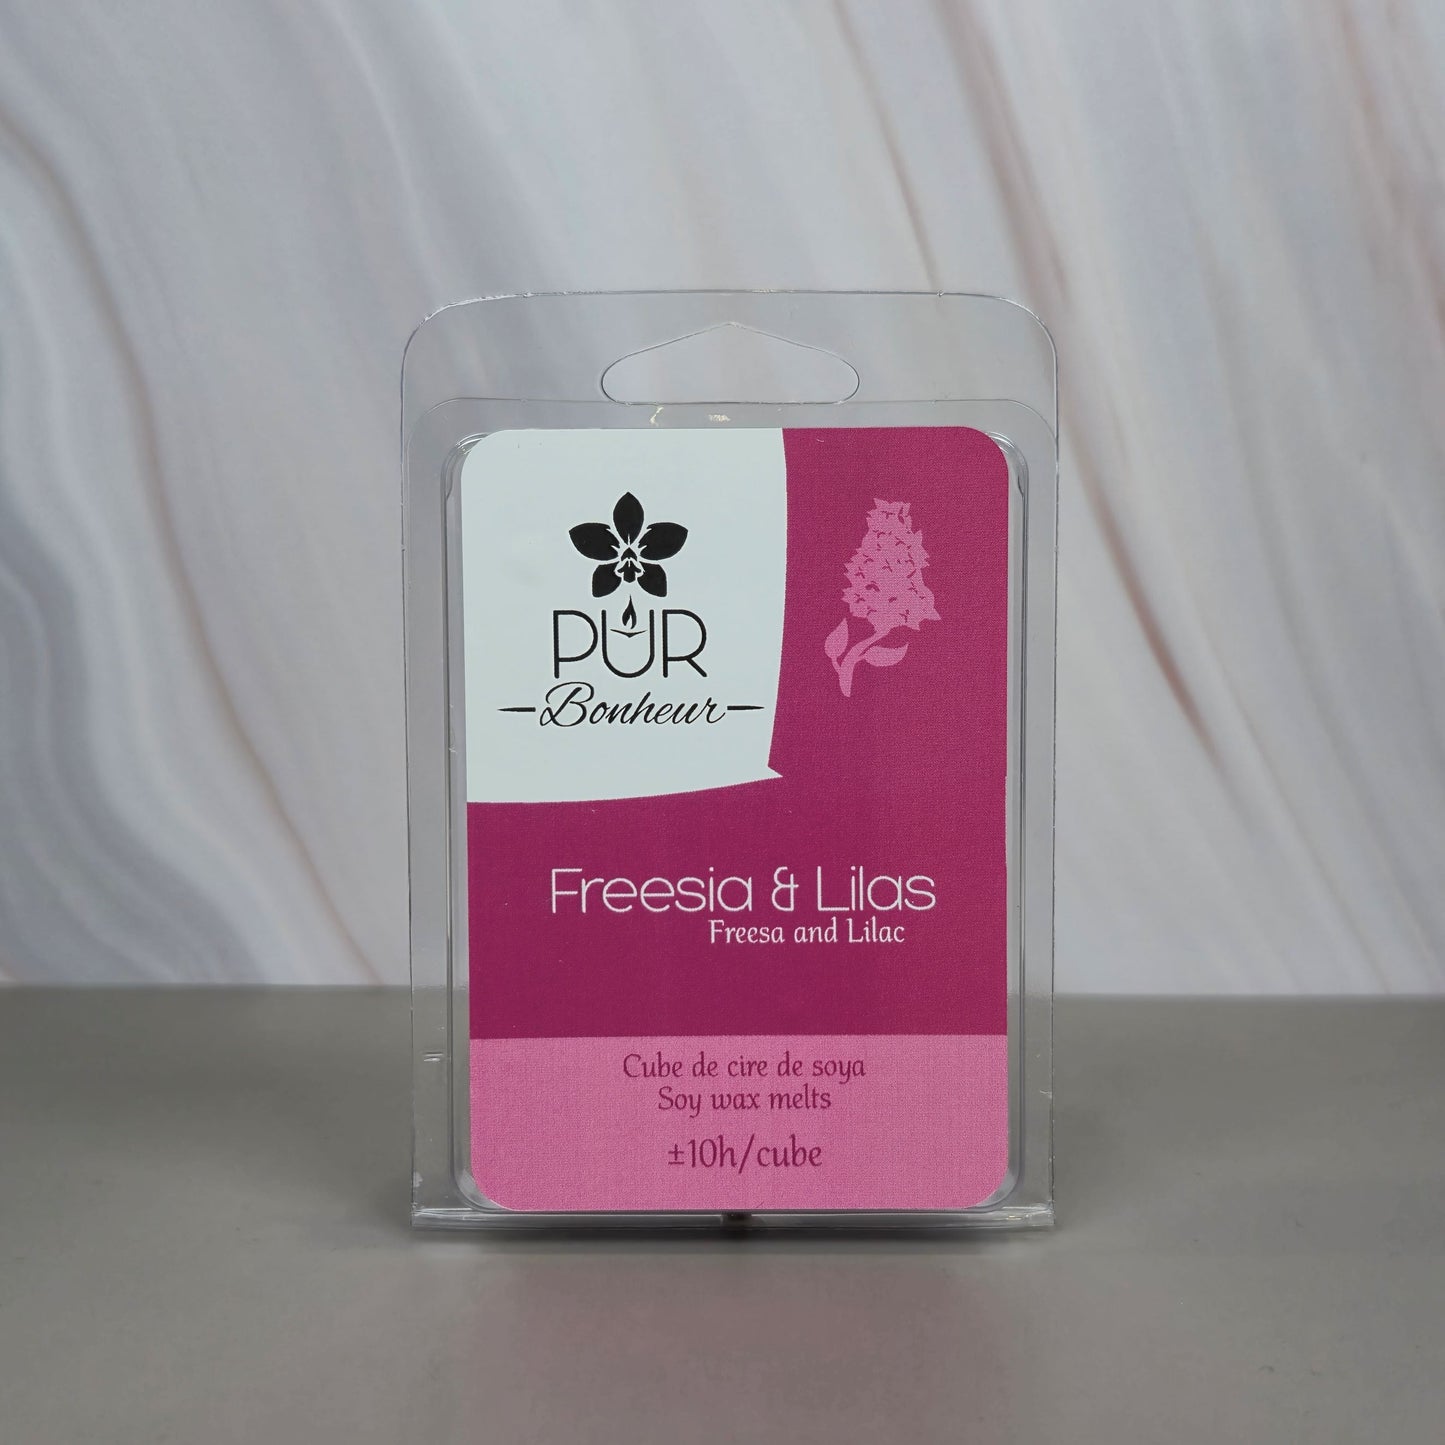 PUR
Bonheur
Freesia & Lilas
Freesa and Lilac
Cube de cire de soya
Soy wax melts
±10h/cube